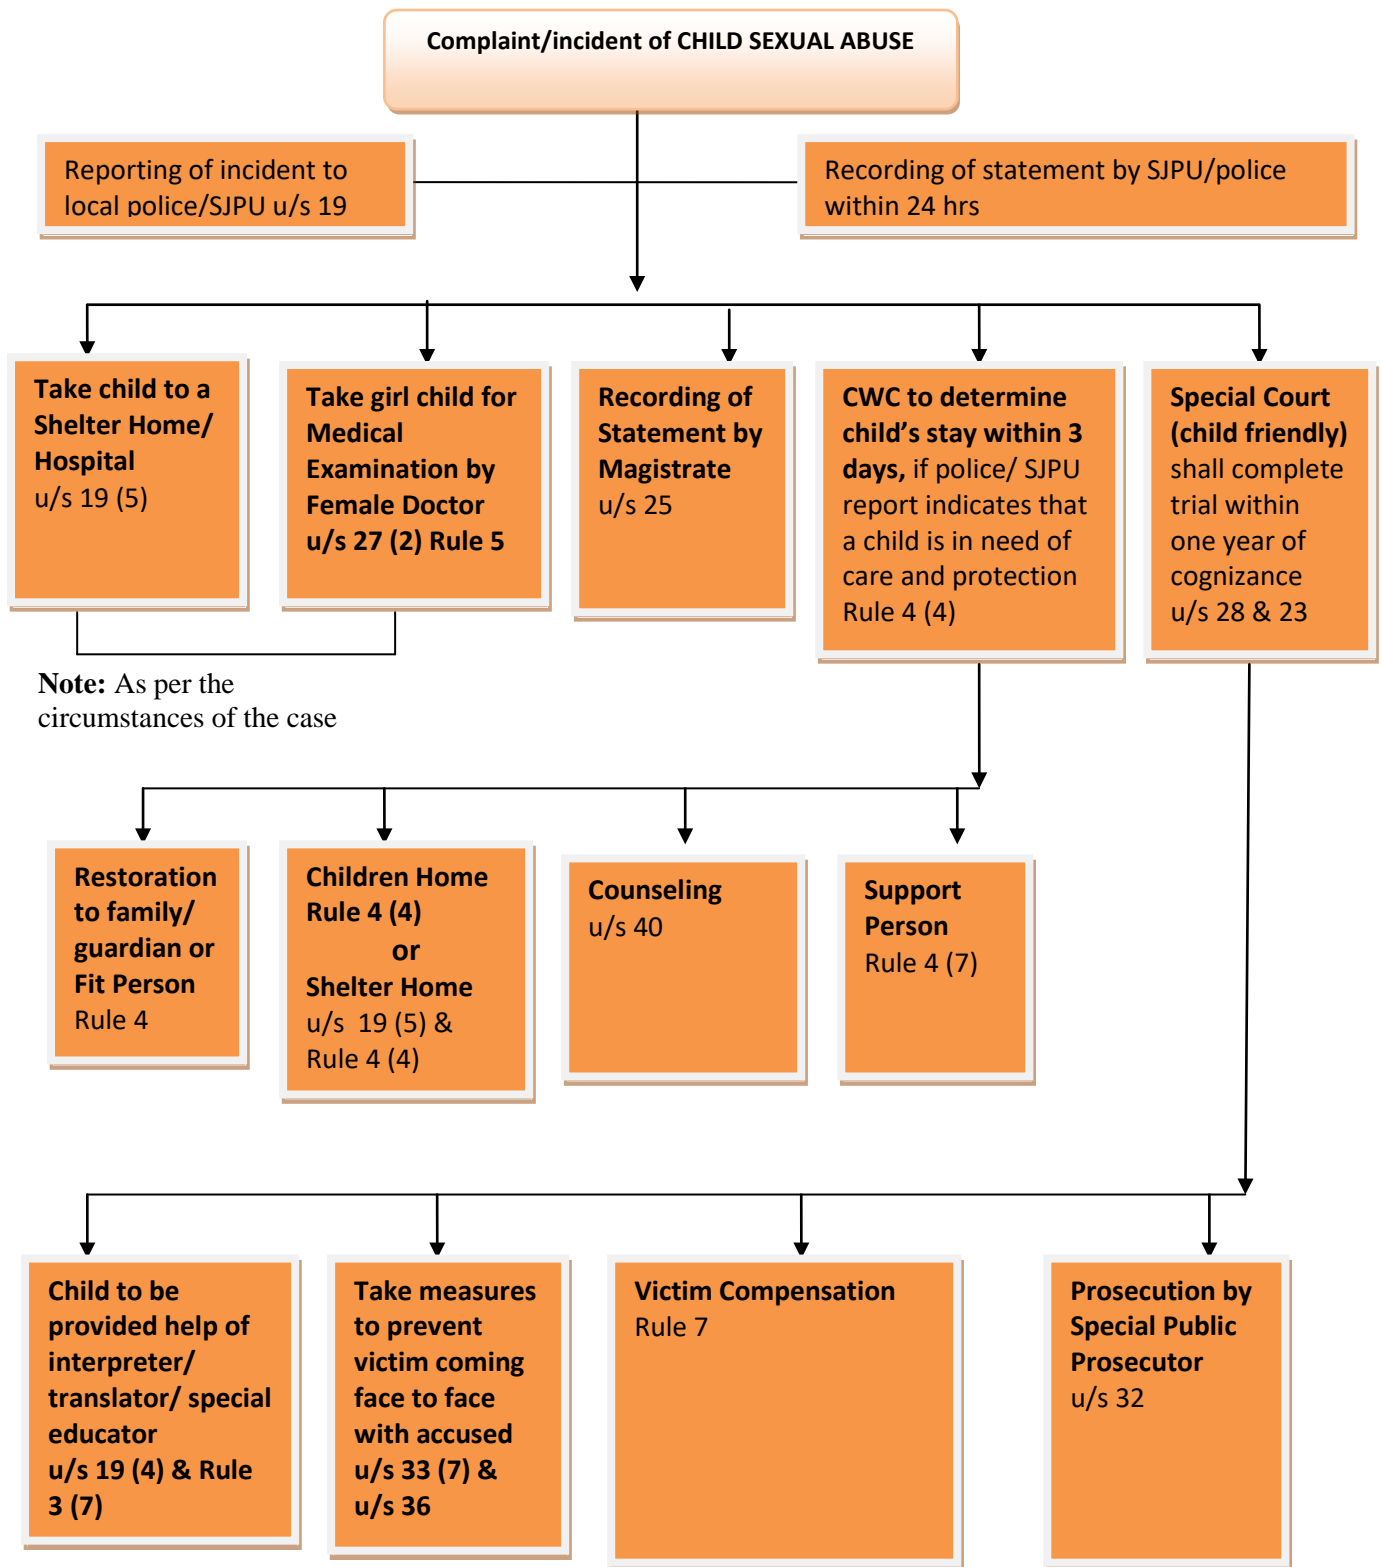 Complaint/incident of CHILD SEXUAL ABUSE
Reporting of incident to
local police/SJPU u/s 19
Recording of statement by SJPU/police
within 24 hrs
Take child to a
Shelter Home/
Hospital
u/s 19 (5)
Take girl child for
Medical
Examination by
Female Doctor
u/s 27 (2) Rule 5
Recording of
Statement by
Magistrate
u/s 25
CWC to determine
child’s stay within 3
days, if police/ SJPU
report indicates that
a child is in need of
care and protection
Rule 4 (4)
Special Court
(child friendly)
shall complete
trial within
one year of
cognizance
u/s 28 & 23
Note: As per the
circumstances of the case
Restoration
to family/
guardian or
Fit Person
Rule 4
Children Home
Rule 4 (4)
or
Shelter Home
u/s 19 (5) &
Rule 4 (4)
Counseling
u/s 40
Support
Person
Rule 4 (7)
Child to be
provided help of
interpreter/
translator/ special
educator
u/s 19 (4) & Rule
3 (7)
Take measures
to prevent
victim coming
face to face
with accused
u/s 33 (7) &
u/s 36
Victim Compensation
Rule 7
Prosecution by
Special Public
Prosecutor
u/s 32